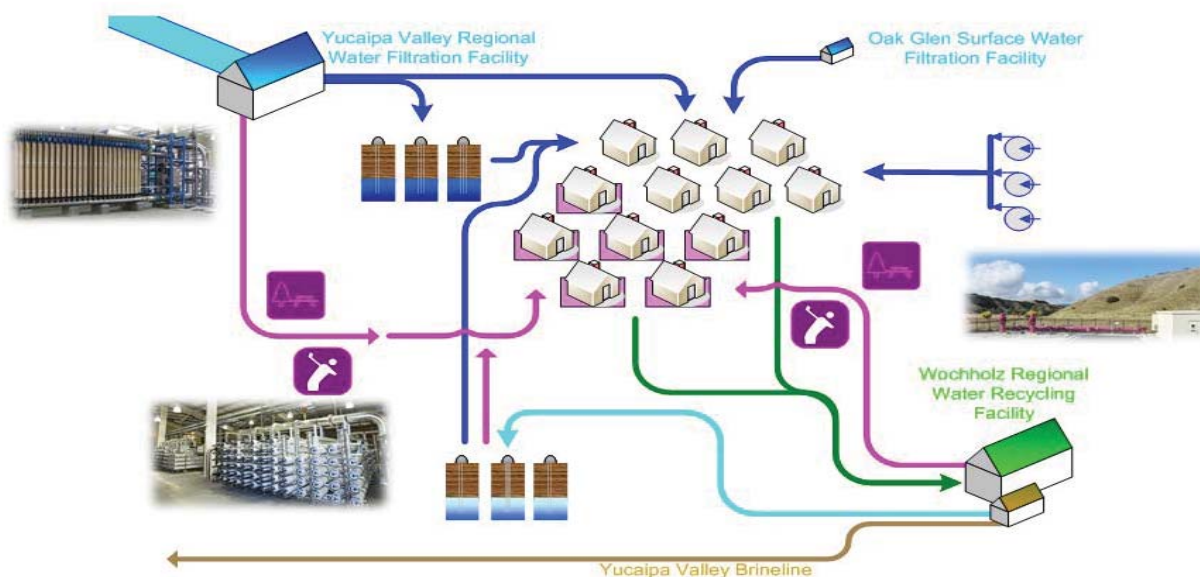 Yucaipa Valley Regional
Water Filtration Facility
Oak Glen Surface Water
Filtration Facility
Wochholz Regional
Water Recycling
Facility
Yucaipa Valley Brineline